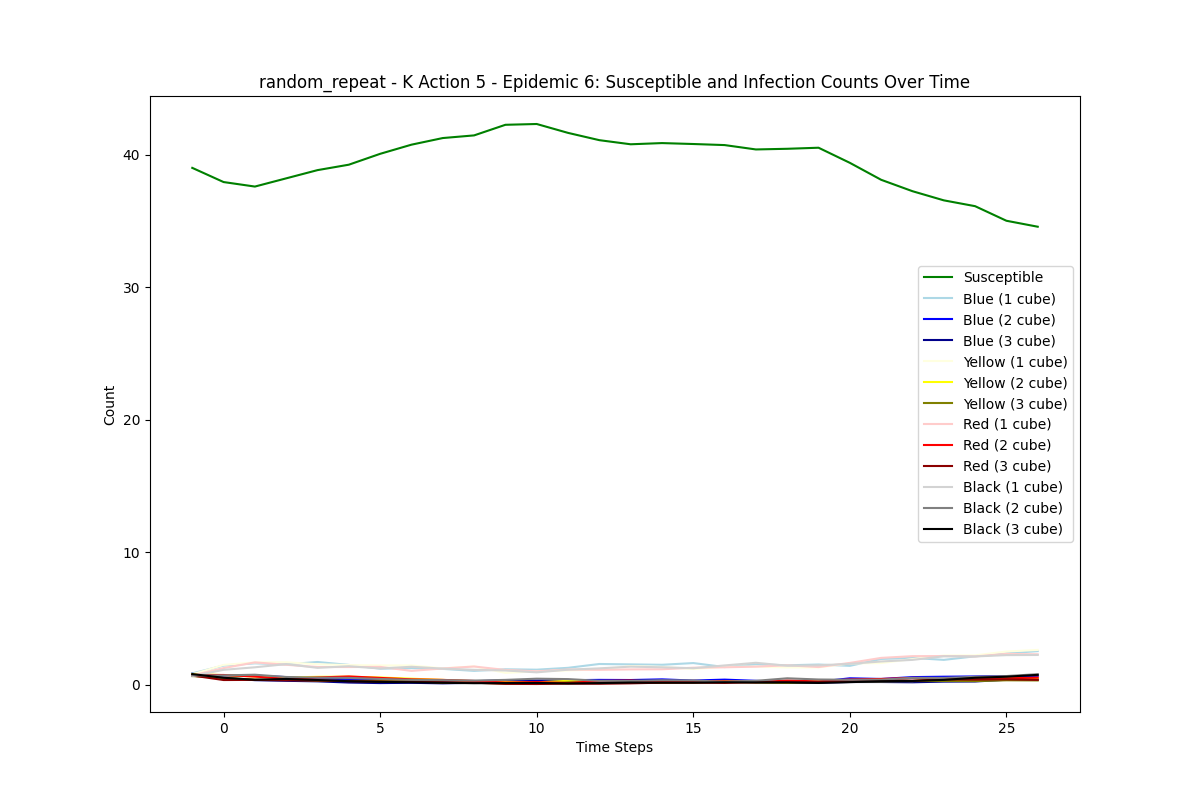 random_repeat - K Action 5 - Epidemic 6: Susceptible and Infection Counts Over Time
Count
40
30
20
10
0
Susceptible
Blue (1 cube)
Blue (2 cube)
Blue (3 cube)
Yellow (1 cube)
Yellow (2 cube)
Yellow (3 cube)
Red (1 cube)
Red (2 cube)
Red (3 cube)
Black (1 cube)
Black (2 cube)
Black (3 cube)
0 5 10 15 20 25
Time Steps